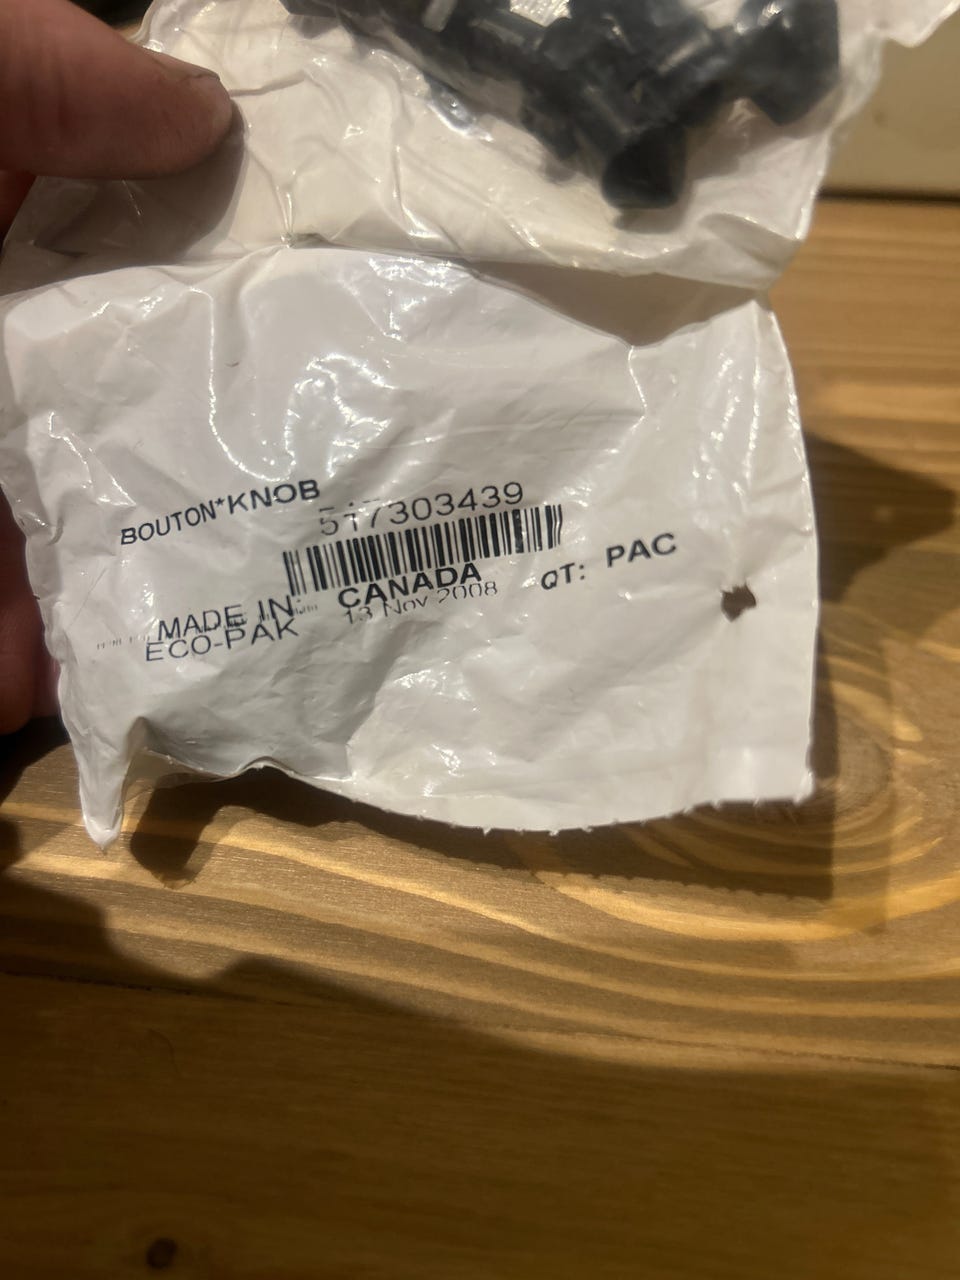 BOUTON*KNOB
517303439
MADE IN CANADA
QT: PAC
ECO-PAK 13 Nov 2008